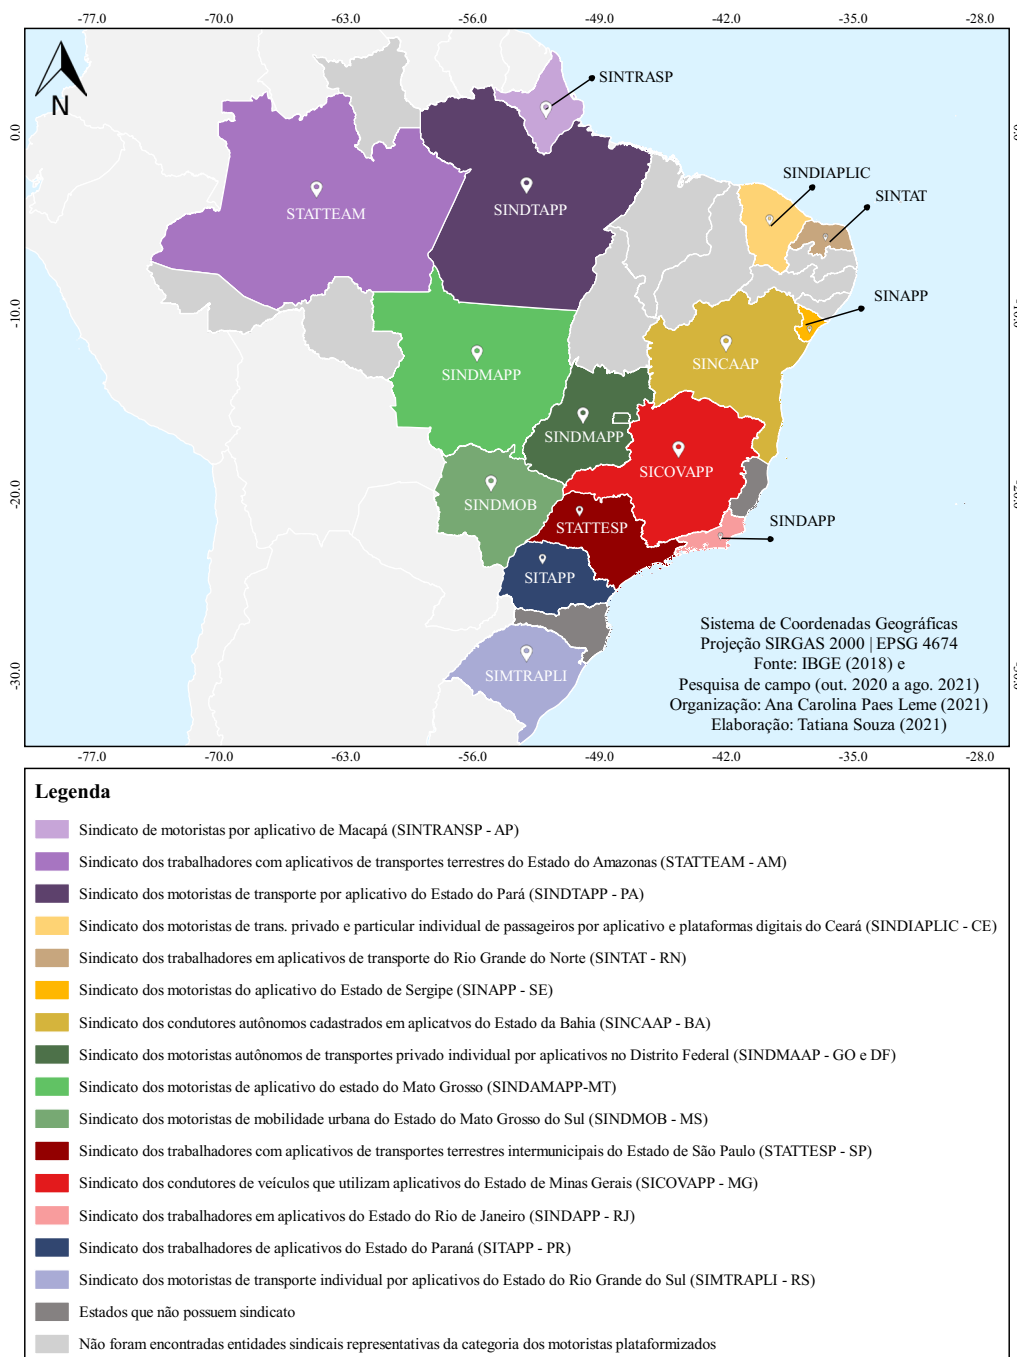 -77.0 -70.0 -63.0 -56.0 -49.0 -42.0 -35.0 -28.0
N
SINTRASP
0.0
SINDIAPLIC
SINTAT
STATTEAM
SINDTAPP
SINAPP
-10.0
SINCAAP
SINDMAPP
SINDMAPP
SICOVAPP
-20.0
SINDMOB
STATTESP
SINDAPP
SITAPP
SIMTRAPLI
-30.0
Sistema de Coordenadas Geográficas
Projeção SIRGAS 2000 | EPSG 4674
Fonte: IBGE (2018) e
Pesquisa de campo (out. 2020 a ago. 2021)
Organização: Ana Carolina Paes Leme (2021)
Elaboração: Tatiana Souza (2021)
-77.0 -70.0 -63.0 -56.0 -49.0 -42.0 -35.0 -28.0
Legenda
Sindicato de motoristas por aplicativo de Macapá (SINTRANSP - AP)
Sindicato dos trabalhadores com aplicativos de transportes terrestres do Estado do Amazonas (STATTEAM - AM)
Sindicato dos motoristas de transporte por aplicativo do Estado do Pará (SINDTAPP - PA)
Sindicato dos motoristas de trans. privado e particular individual de passageiros por aplicativo e plataformas digitais do Ceará (SINDIAPLIC - CE)
Sindicato dos trabalhadores em aplicativos de transporte do Rio Grande do Norte (SINTAT - RN)
Sindicato dos motoristas do aplicativo do Estado de Sergipe (SINAPP - SE)
Sindicato dos condutores autônomos cadastrados em aplicatvos do Estado da Bahia (SINCAAP - BA)
Sindicato dos motoristas autônomos de transportes privado individual por aplicativos no Distrito Federal (SINDMAAP - GO e DF)
Sindicato dos motoristas de aplicativo do estado do Mato Grosso (SINDAMAPP-MT)
Sindicato dos motoristas de mobilidade urbana do Estado do Mato Grosso do Sul (SINDMOB - MS)
Sindicato dos trabalhadores com aplicativos de transportes terrestres intermunicipais do Estado de São Paulo (STATTESP - SP)
Sindicato dos condutores de veículos que utilizam aplicativos do Estado de Minas Gerais (SICOVAPP - MG)
Sindicato dos trabalhadores em aplicativos do Estado do Rio de Janeiro (SINDAPP - RJ)
Sindicato dos trabalhadores de aplicativos do Estado do Paraná (SITAPP - PR)
Sindicato dos motoristas de transporte individual por aplicativos do Estado do Rio Grande do Sul (SIMTRAPLI - RS)
Estados que não possuem sindicato
Não foram encontradas entidades sindicais representativas da categoria dos motoristas plataformizados